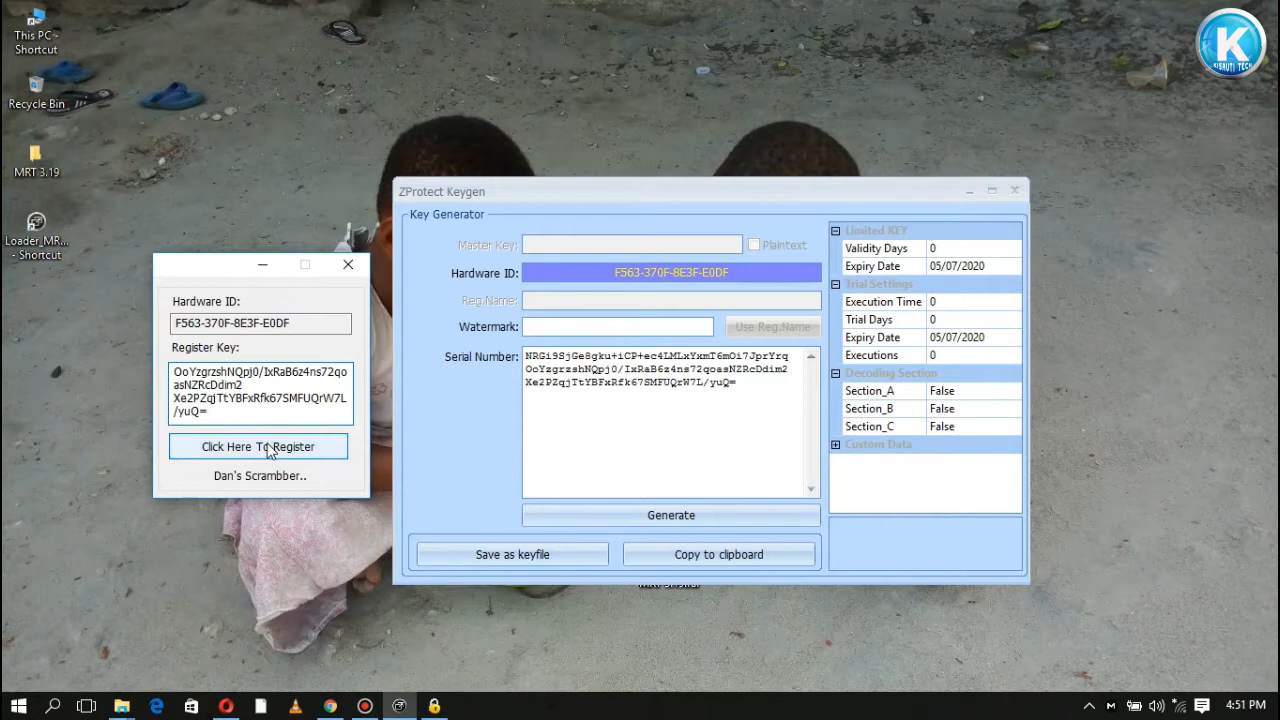 This PC -
Shortcut
Recycle Bin
MRT 3.19
Loader_MR...
- Shortcut
K
KISHUTI TECH
Hardware ID:
F563-370F-8E3F-E0DF
Register Key:
OoYzgrzshNQpj0/IxRaB6z4ns72qo
asNZRcDdim2
Xe2PZqjTtYBFxRfk67SMFUQrW7L
/yuQ=
Click Here To Register
Dan's Scrambber..
ZProtect Keygen
Key Generator
Master Key:
Plaintext
Hardware ID:
F563-370F-8E3F-E0DF
Reg.Name:
Watermark:
Use Reg.Name
Serial Number:
NRGi9SjGe8gku+iCP+ec4LMLxYxmT6mOi7JprYrq
OoYzgrzshNQpj0/IxRaB6z4ns72qoasNZRcDdim2
Xe2PZqjTtYBFxRfk67SMFUQrW7L/yuQ=
Generate
Save as keyfile
Copy to clipboard
Limited KEY
Validity Days 0
Expiry Date 05/07/2020
Trial Settings
Execution Time 0
Trial Days 0
Expiry Date 05/07/2020
Executions 0
Decoding Section
Section_A False
Section_B False
Section_C False
Custom Data
4:51 PM